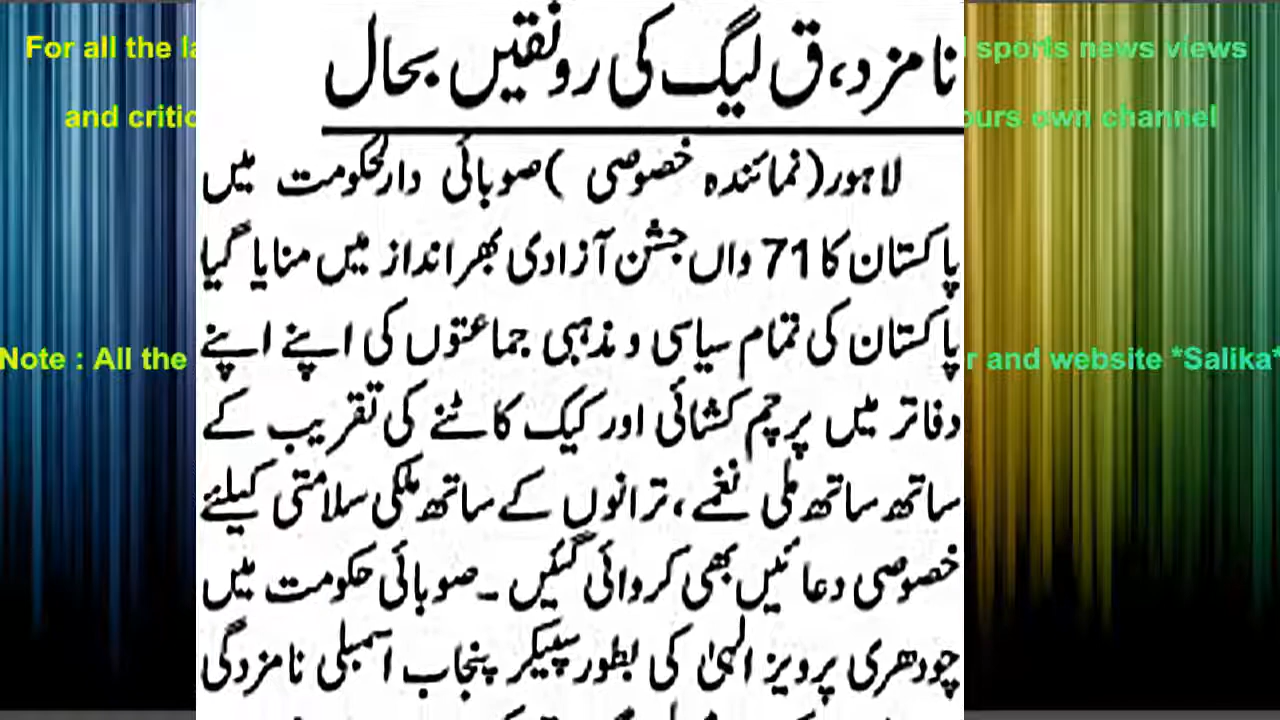 For all the la
sports news views
and critic
ours own channel
Note : All the
r and website *Salika*
نامزد، ق لیگ کی رونقیں بحال
لاہور(نمائندہ خصوصی )صوبائی دارلحکومت میں
پاکستان کا 71 واں جشن آزادی بھر انداز میں منایا گیا
پاکستان کی تمام سیاسی و مذہبی جماعتوں کی اپنے اپنے
دفاتر میں پرچم کشائی اور کیک کاٹنے کی تقریب کے
ساتھ ساتھ ملی نغمے ، ترانوں کے ساتھ ملکی سلامتی کیلئے
خصوصی دعائیں بھی کروائی گئیں ۔صوبائی حکومت میں
چودھری پرویز الٰہی کی بطور سپیکر پنجاب اسمبلی نامزدگی